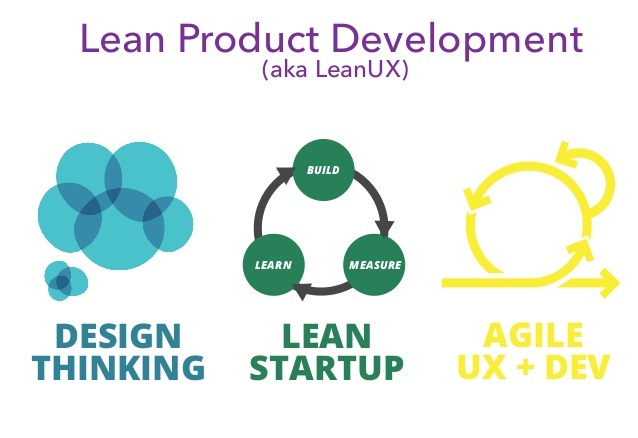 Lean Product Development
(aka LeanUX)
BUILD
LEARN
MEASURE
DESIGN
THINKING
LEAN
STARTUP
AGILE
UX + DEV